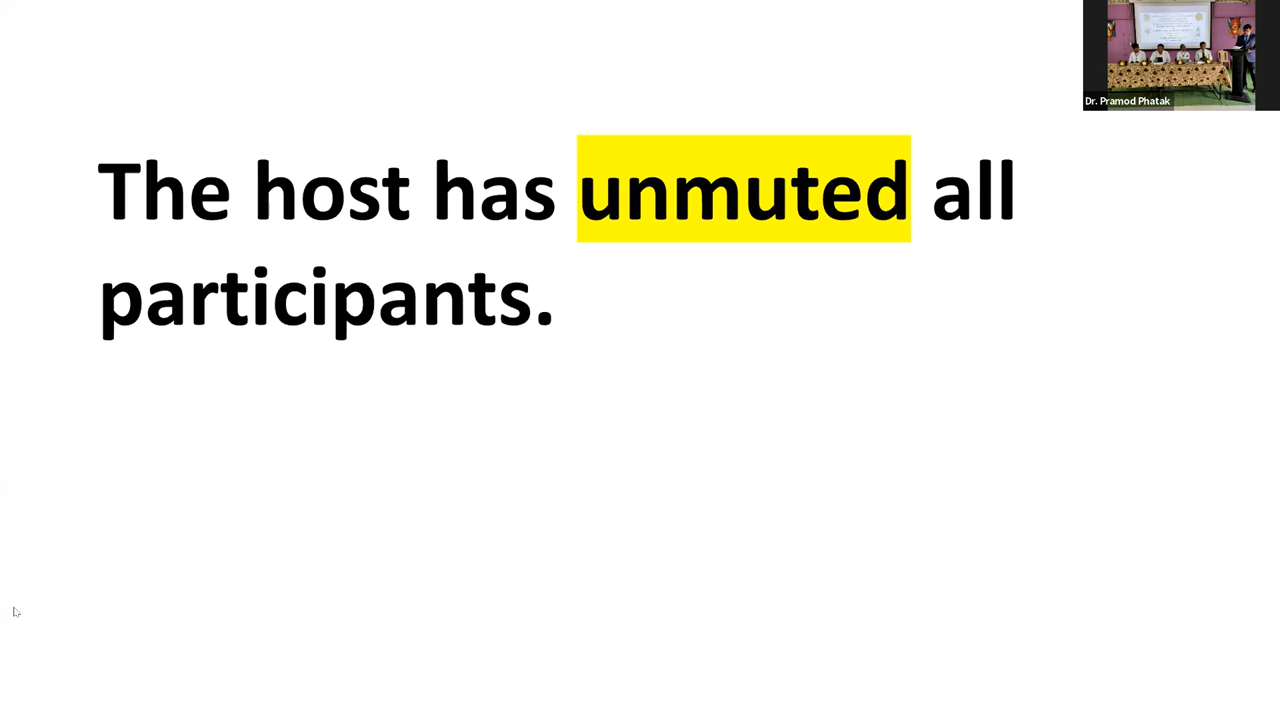 Dr. Pramod Phatak
The host has unmuted all
participants.